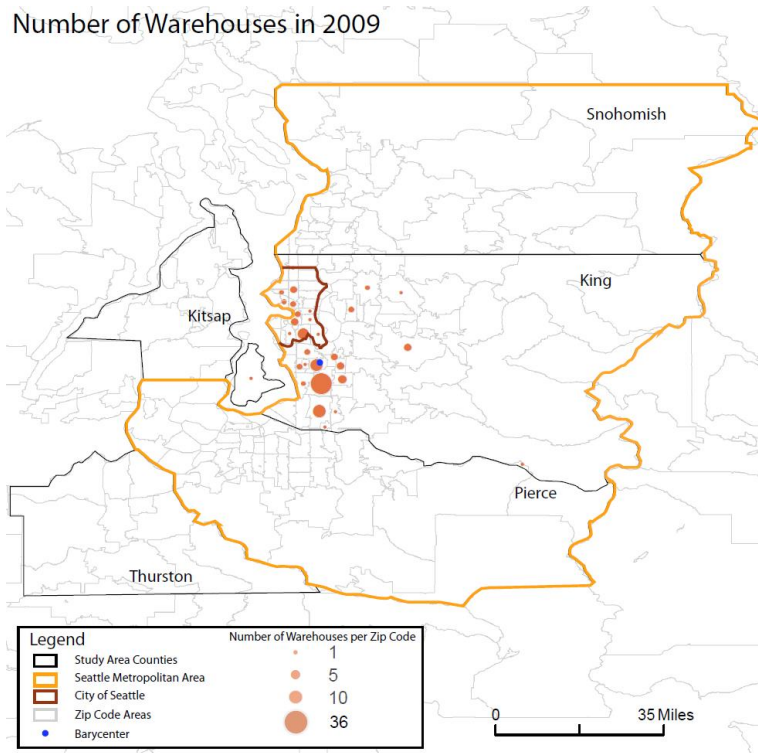 Number of Warehouses in 2009
Snohomish
King
Kitsap
Pierce
Thurston
Legend
Study Area Counties
Seattle Metropolitan Area
City of Seattle
Zip Code Areas
Barycenter
Number of Warehouses per Zip Code
1
5
10
36
0 35 Miles